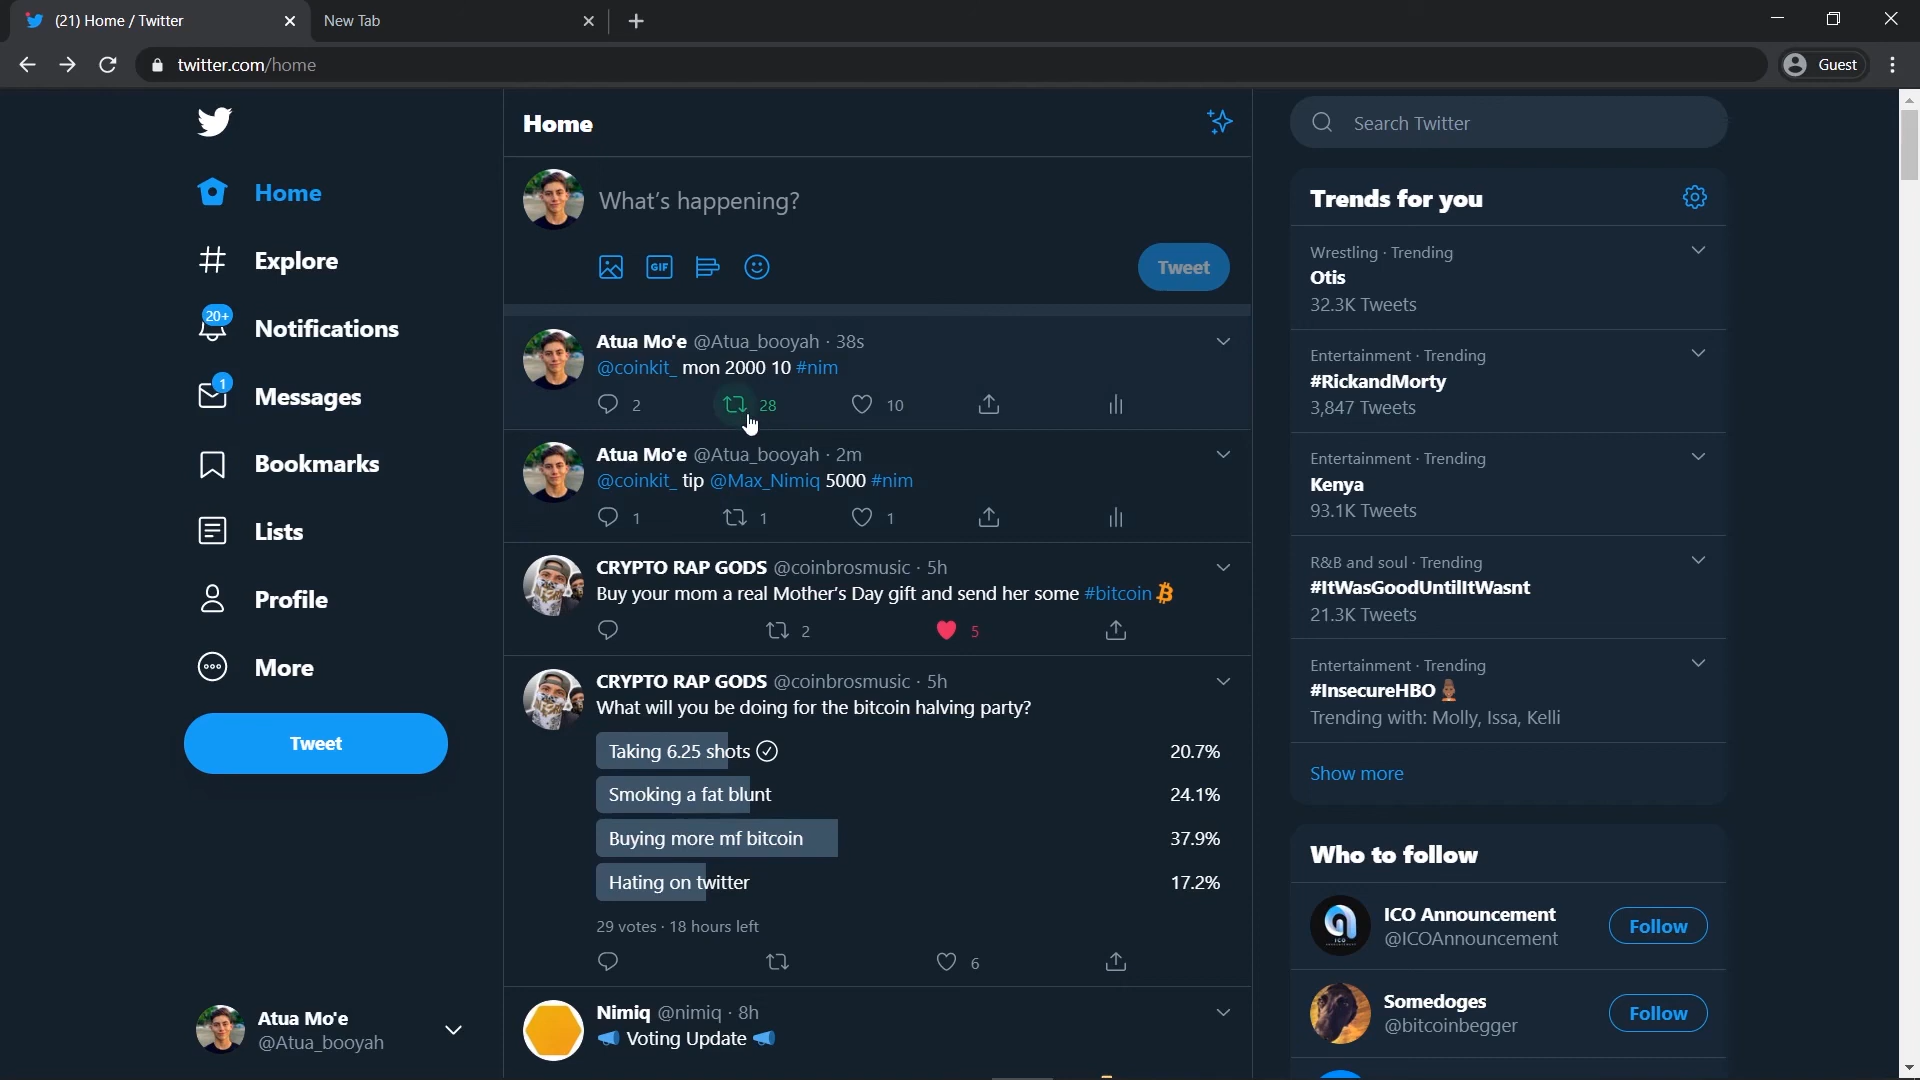 (21) Home / Twitter
New Tab
twitter.com/home
Guest
Home
Explore
20+
Notifications
1
Messages
Bookmarks
Lists
Profile
More
Tweet
Atua Mo'e
@Atua_booyah
Home
What's happening?
GIF
Tweet
Atua Mo'e @Atua_booyah · 38s
@coinkit_ mon 2000 10 #nim
2 28 10
Atua Mo'e @Atua_booyah · 2m
@coinkit_ tip @Max_Nimiq 5000 #nim
1 1 1
CRYPTO RAP GODS @coinbrosmusic · 5h
Buy your mom a real Mother's Day gift and send her some #bitcoin
2 5
CRYPTO RAP GODS @coinbrosmusic · 5h
What will you be doing for the bitcoin halving party?
Taking 6.25 shots 20.7%
Smoking a fat blunt 24.1%
Buying more mf bitcoin 37.9%
Hating on twitter 17.2%
29 votes · 18 hours left
6
Nimiq @nimiq · 8h
📣 Voting Update 📣
Search Twitter
Trends for you
Wrestling · Trending
Otis
32.3K Tweets
Entertainment · Trending
#RickandMorty
3,847 Tweets
Entertainment · Trending
Kenya
93.1K Tweets
R&B and soul · Trending
#ItWasGoodUntilItWasnt
21.3K Tweets
Entertainment · Trending
#InsecureHBO
Trending with: Molly, Issa, Kelli
Show more
Who to follow
ICO Announcement
@ICOAnnouncement
Follow
Somedoges
@bitcoinbegger
Follow